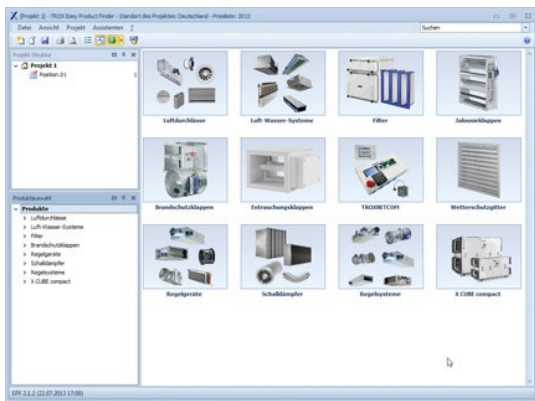 [Projekt 1] - TROX Easy Product Finder - Standort des Projektes: Deutschland - Preisliste: 2013
Datei Ansicht Projekt Assistenten ?
Suchen
Projekt Struktur
Projekt 1
Position.01 1
Produktauswahl
Produkte
Luftdurchlässe
Luft-Wasser-Systeme
Filter
Brandschutzklappen
Regelgeräte
Schalldämpfer
Regelsysteme
X CUBE compact
Luftdurchlässe
Luft-Wasser-Systeme
Filter
Jalousieklappen
Brandschutzklappen
Entrauchungsklappen
TROXNETCOM
Wetterschutzgitter
Regelgeräte
Schalldämpfer
Regelsysteme
X CUBE compact
EPF 2.1.2 (22.07.2013 17:08)